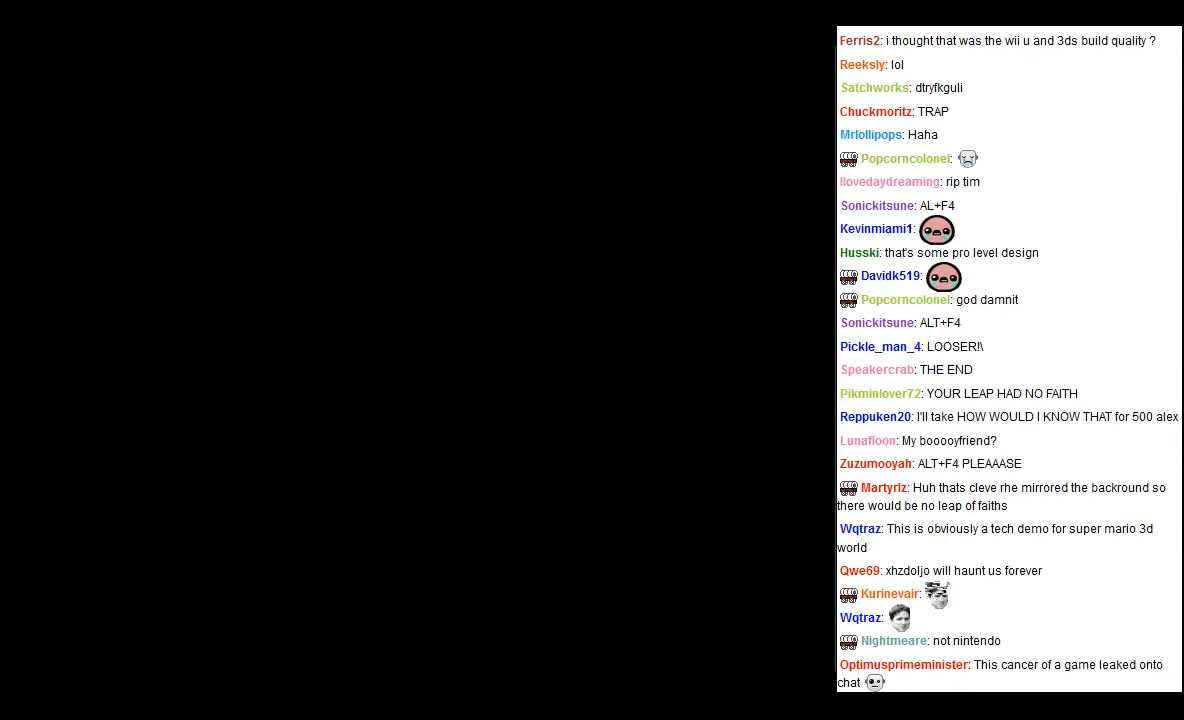 Ferris2: i thought that was the wii u and 3ds build quality ?
Reeksly: lol
Satchworks: dtryfkguli
Chuckmoritz: TRAP
Mrlollipops: Haha
Popcorncolonel:
Ilovedaydreaming: rip tim
Sonickitsune: AL+F4
Kevinmiami1:
Husski: that's some pro level design
Davidk519:
Popcorncolonel: god damnit
Sonickitsune: ALT+F4
Pickle_man_4: LOOSER!\
Speakercrab: THE END
Pikminlover72: YOUR LEAP HAD NO FAITH
Reppuken20: I'll take HOW WOULD I KNOW THAT for 500 alex
Lunafloon: My booooyfriend?
Zuzumooyah: ALT+F4 PLEAAASE
Martyrlz: Huh thats cleve rhe mirrored the backround so
there would be no leap of faiths
Wqtraz: This is obviously a tech demo for super mario 3d
world
Qwe69: xhzdoljo will haunt us forever
Kurinevair:
Wqtraz:
Nightmeare: not nintendo
Optimusprimeminister: This cancer of a game leaked onto
chat